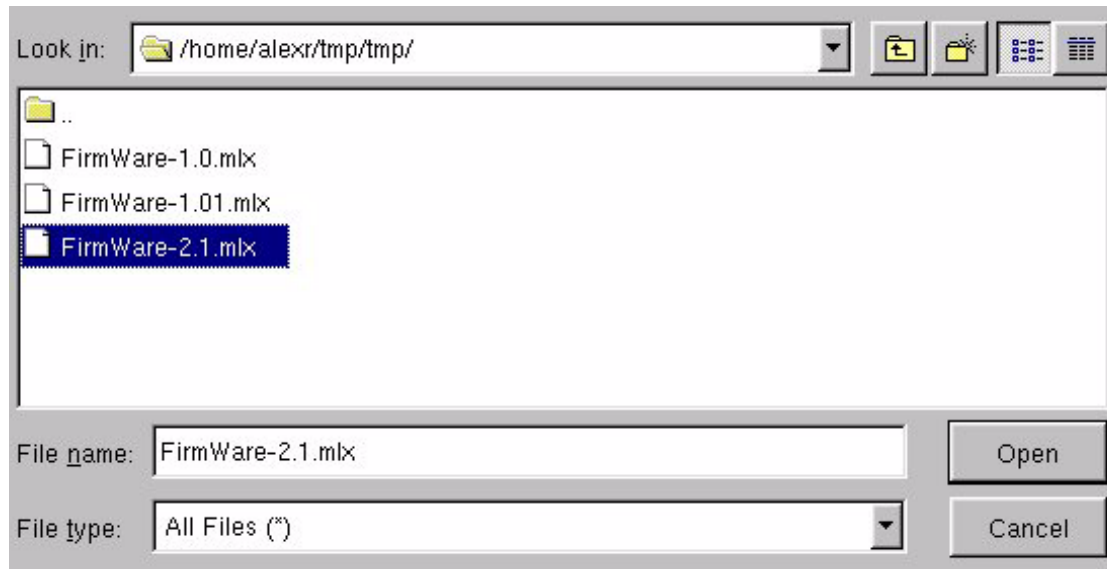 Look in: /home/alexr/tmp/tmp/
..
FirmWare-1.0.mlx
FirmWare-1.01.mlx
FirmWare-2.1.mlx
File name: FirmWare-2.1.mlx Open
File type: All Files (*) Cancel